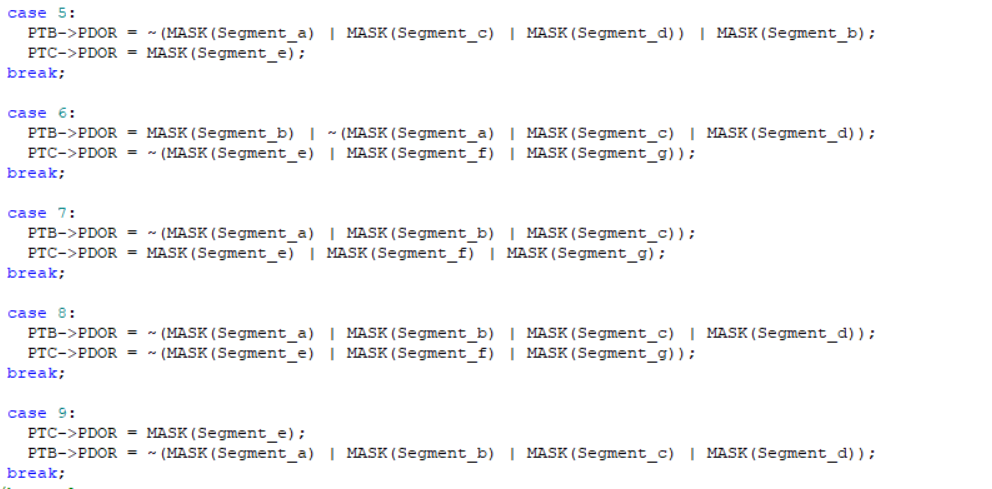 case 5:
PTB->PDOR = ~(MASK(Segment_a) | MASK(Segment_c) | MASK(Segment_d)) | MASK(Segment_b);
PTC->PDOR = MASK(Segment_e);
break;
case 6:
PTB->PDOR = MASK(Segment_b) | ~(MASK(Segment_a) | MASK(Segment_c) | MASK(Segment_d));
PTC->PDOR = ~(MASK(Segment_e) | MASK(Segment_f) | MASK(Segment_g));
break;
case 7:
PTB->PDOR = ~(MASK(Segment_a) | MASK(Segment_b) | MASK(Segment_c));
PTC->PDOR = MASK(Segment_e) | MASK(Segment_f) | MASK(Segment_g);
break;
case 8:
PTB->PDOR = ~(MASK(Segment_a) | MASK(Segment_b) | MASK(Segment_c) | MASK(Segment_d));
PTC->PDOR = ~(MASK(Segment_e) | MASK(Segment_f) | MASK(Segment_g));
break;
case 9:
PTC->PDOR = MASK(Segment_e);
PTB->PDOR = ~(MASK(Segment_a) | MASK(Segment_b) | MASK(Segment_c) | MASK(Segment_d));
break;